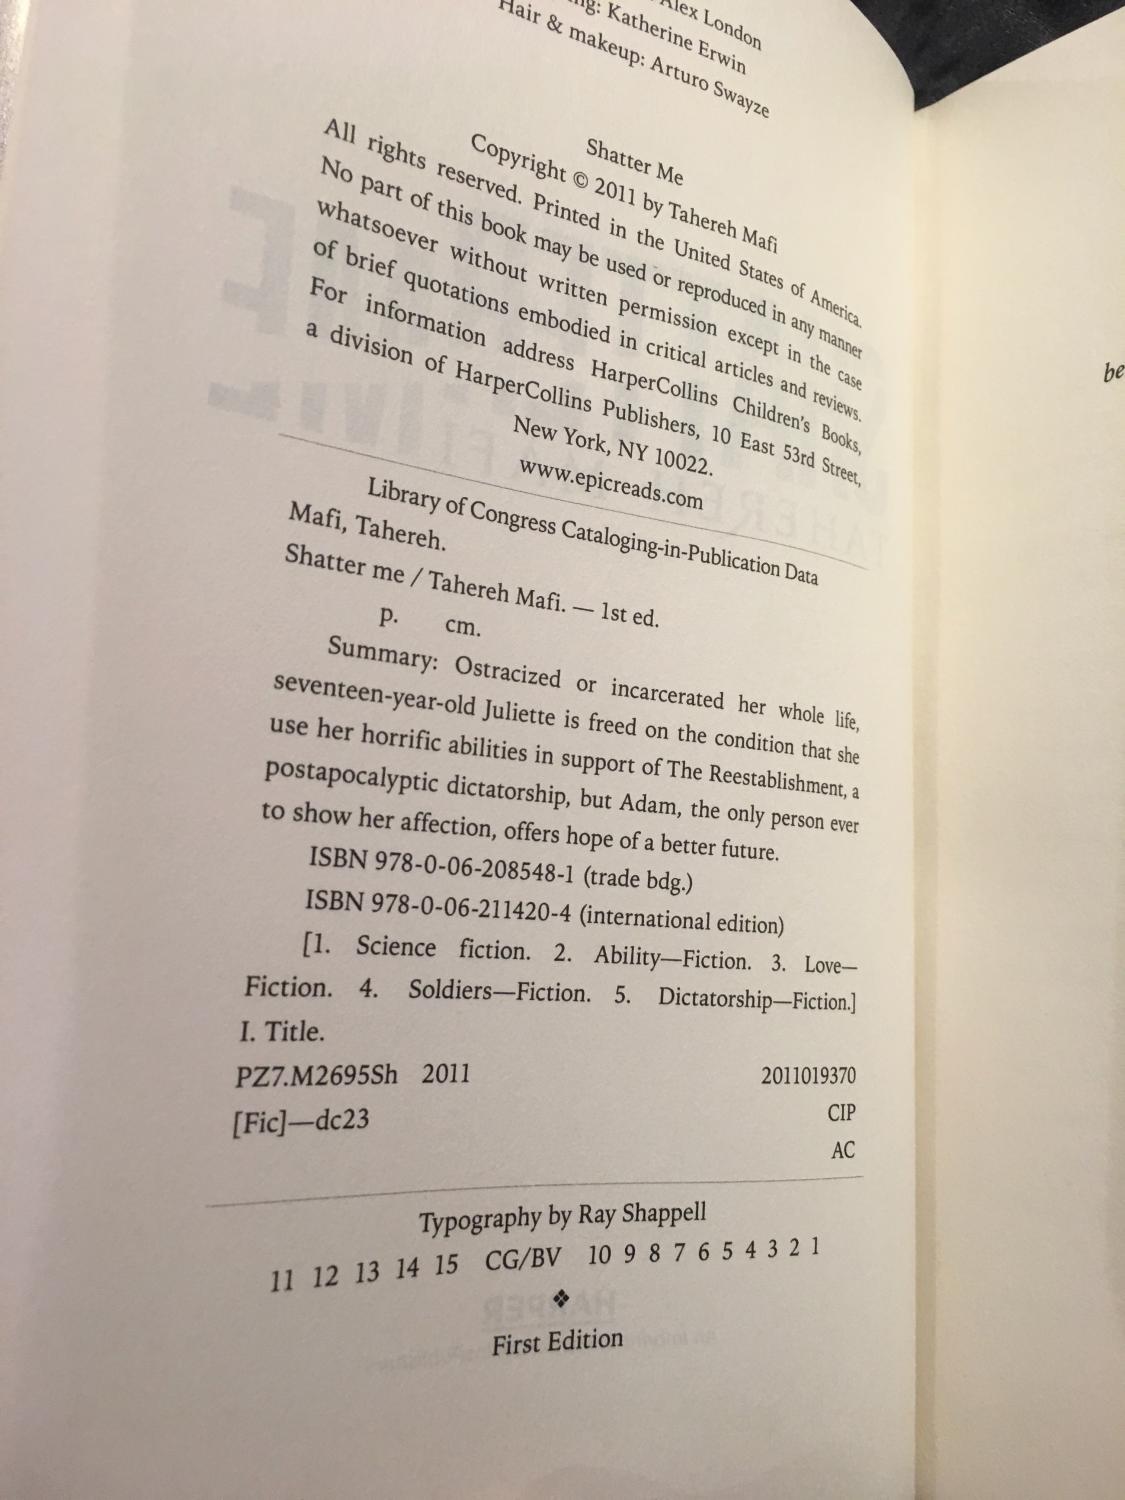 Alex London
Katherine Erwin
Hair & makeup: Arturo Swayze
Shatter Me
Copyright © 2011 by Tahereh Mafi
All rights reserved. Printed in the United States of America.
No part of this book may be used or reproduced in any manner
whatsoever without written permission except in the case
of brief quotations embodied in critical articles and reviews.
For information address HarperCollins Children's Books,
a division of HarperCollins Publishers, 10 East 53rd Street,
New York, NY 10022.
www.epicreads.com
Library of Congress Cataloging-in-Publication Data
Mafi, Tahereh.
Shatter me / Tahereh Mafi. — 1st ed.
p. cm.
Summary: Ostracized or incarcerated her whole life,
seventeen-year-old Juliette is freed on the condition that she
use her horrific abilities in support of The Reestablishment, a
postapocalyptic dictatorship, but Adam, the only person ever
to show her affection, offers hope of a better future.
ISBN 978-0-06-208548-1 (trade bdg.)
ISBN 978-0-06-211420-4 (international edition)
[1. Science fiction. 2. Ability—Fiction. 3. Love—
Fiction. 4. Soldiers—Fiction. 5. Dictatorship—Fiction.]
I. Title.
PZ7.M2695Sh 2011 2011019370
[Fic]—dc23 CIP
AC
Typography by Ray Shappell
11 12 13 14 15 CG/BV 10 9 8 7 6 5 4 3 2 1
❖
First Edition
be